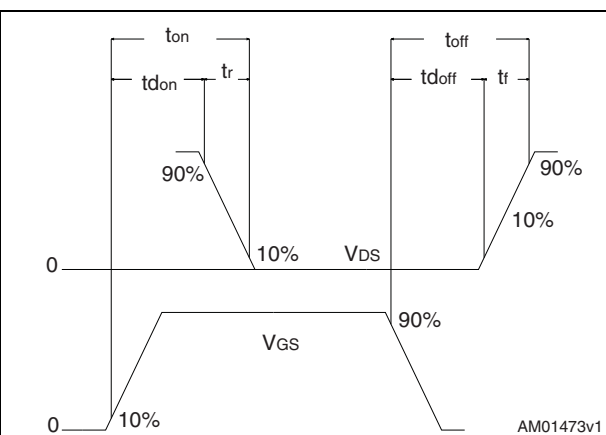 ton toff
tdon tr tdoff tf
90% 90%
10%
0 10% VDS
90%
VGS
0 10%
AM01473v1